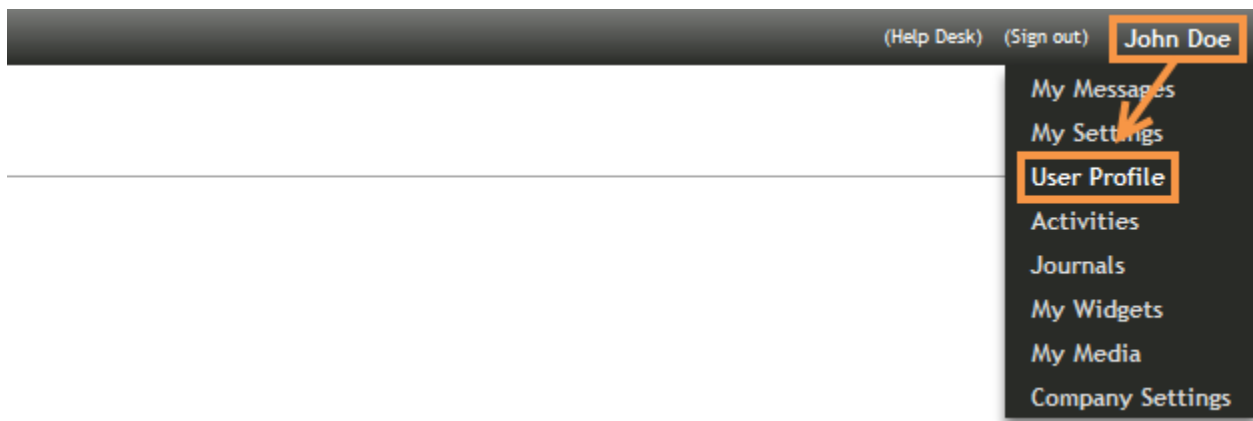 (Help Desk) (Sign out) John Doe
My Messages
My Settings
User Profile
Activities
Journals
My Widgets
My Media
Company Settings